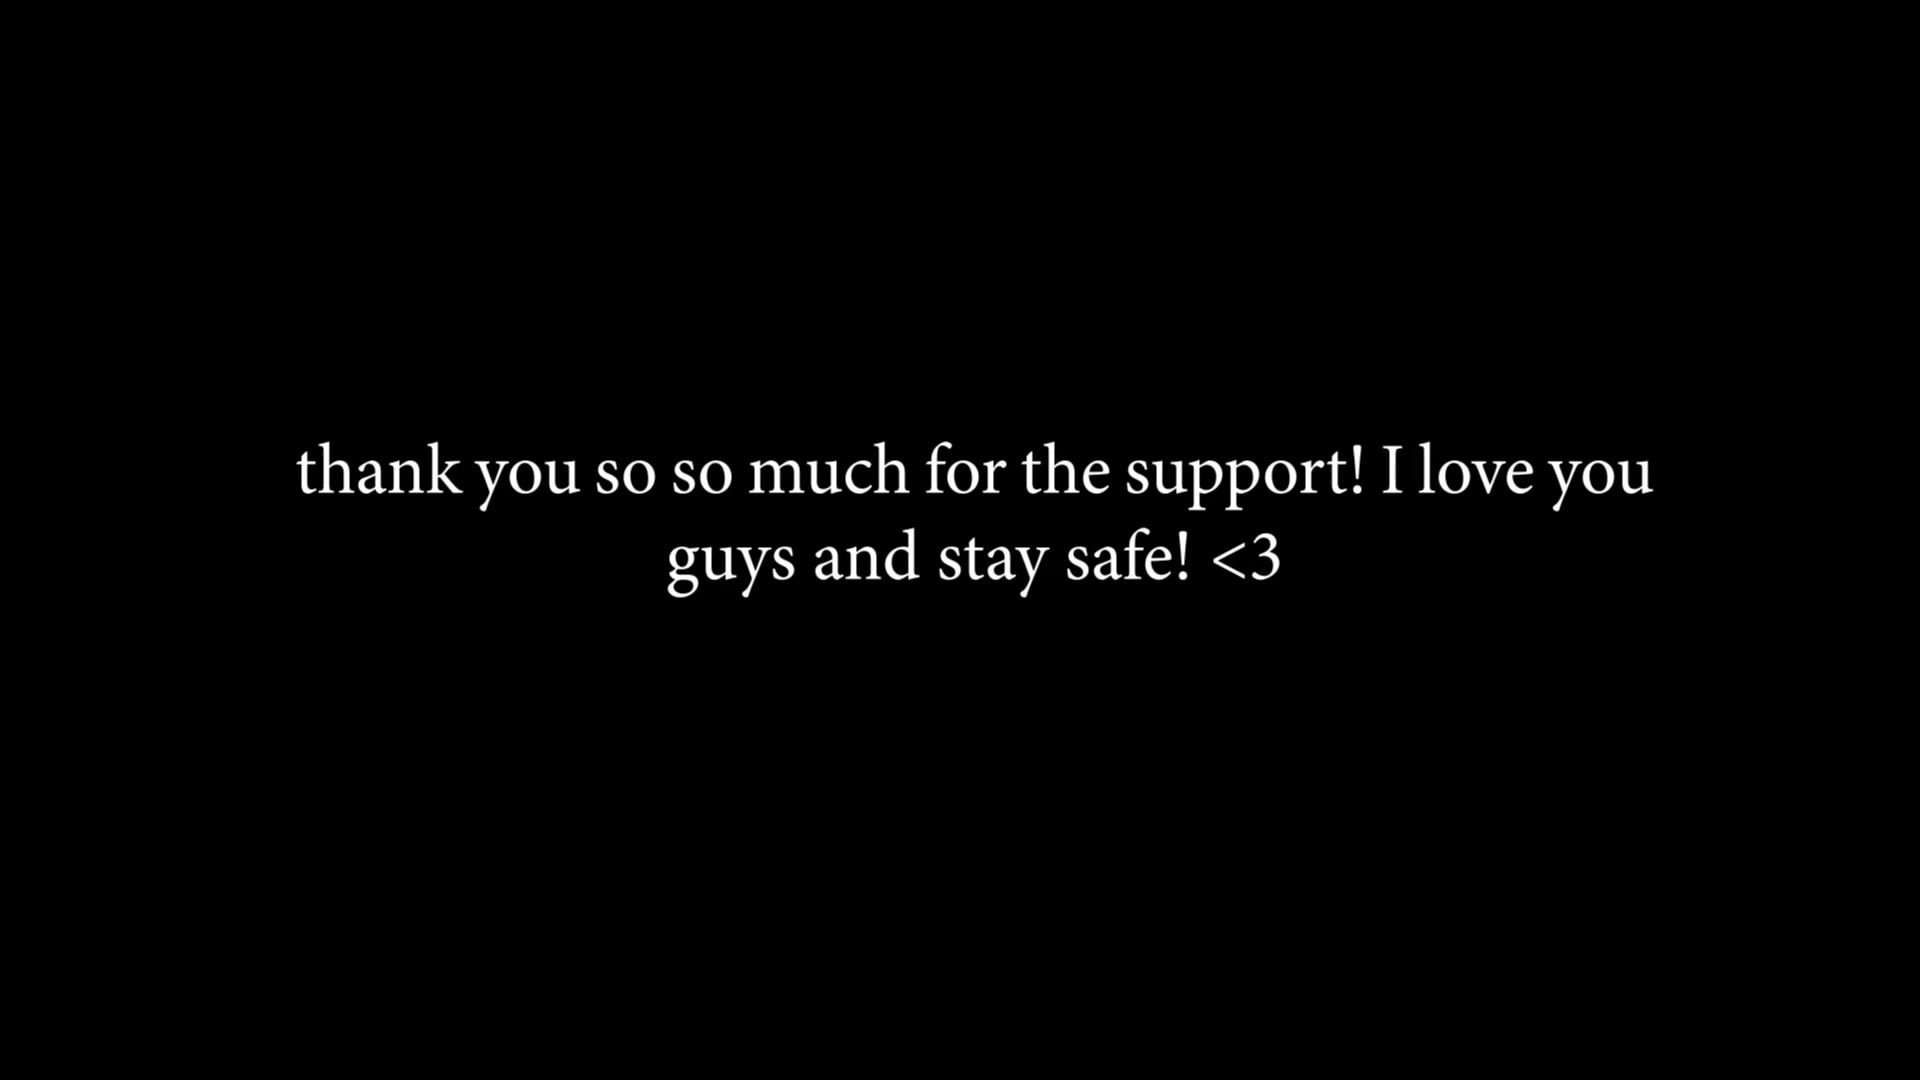 thank you so so much for the support! I love you
guys and stay safe! <3